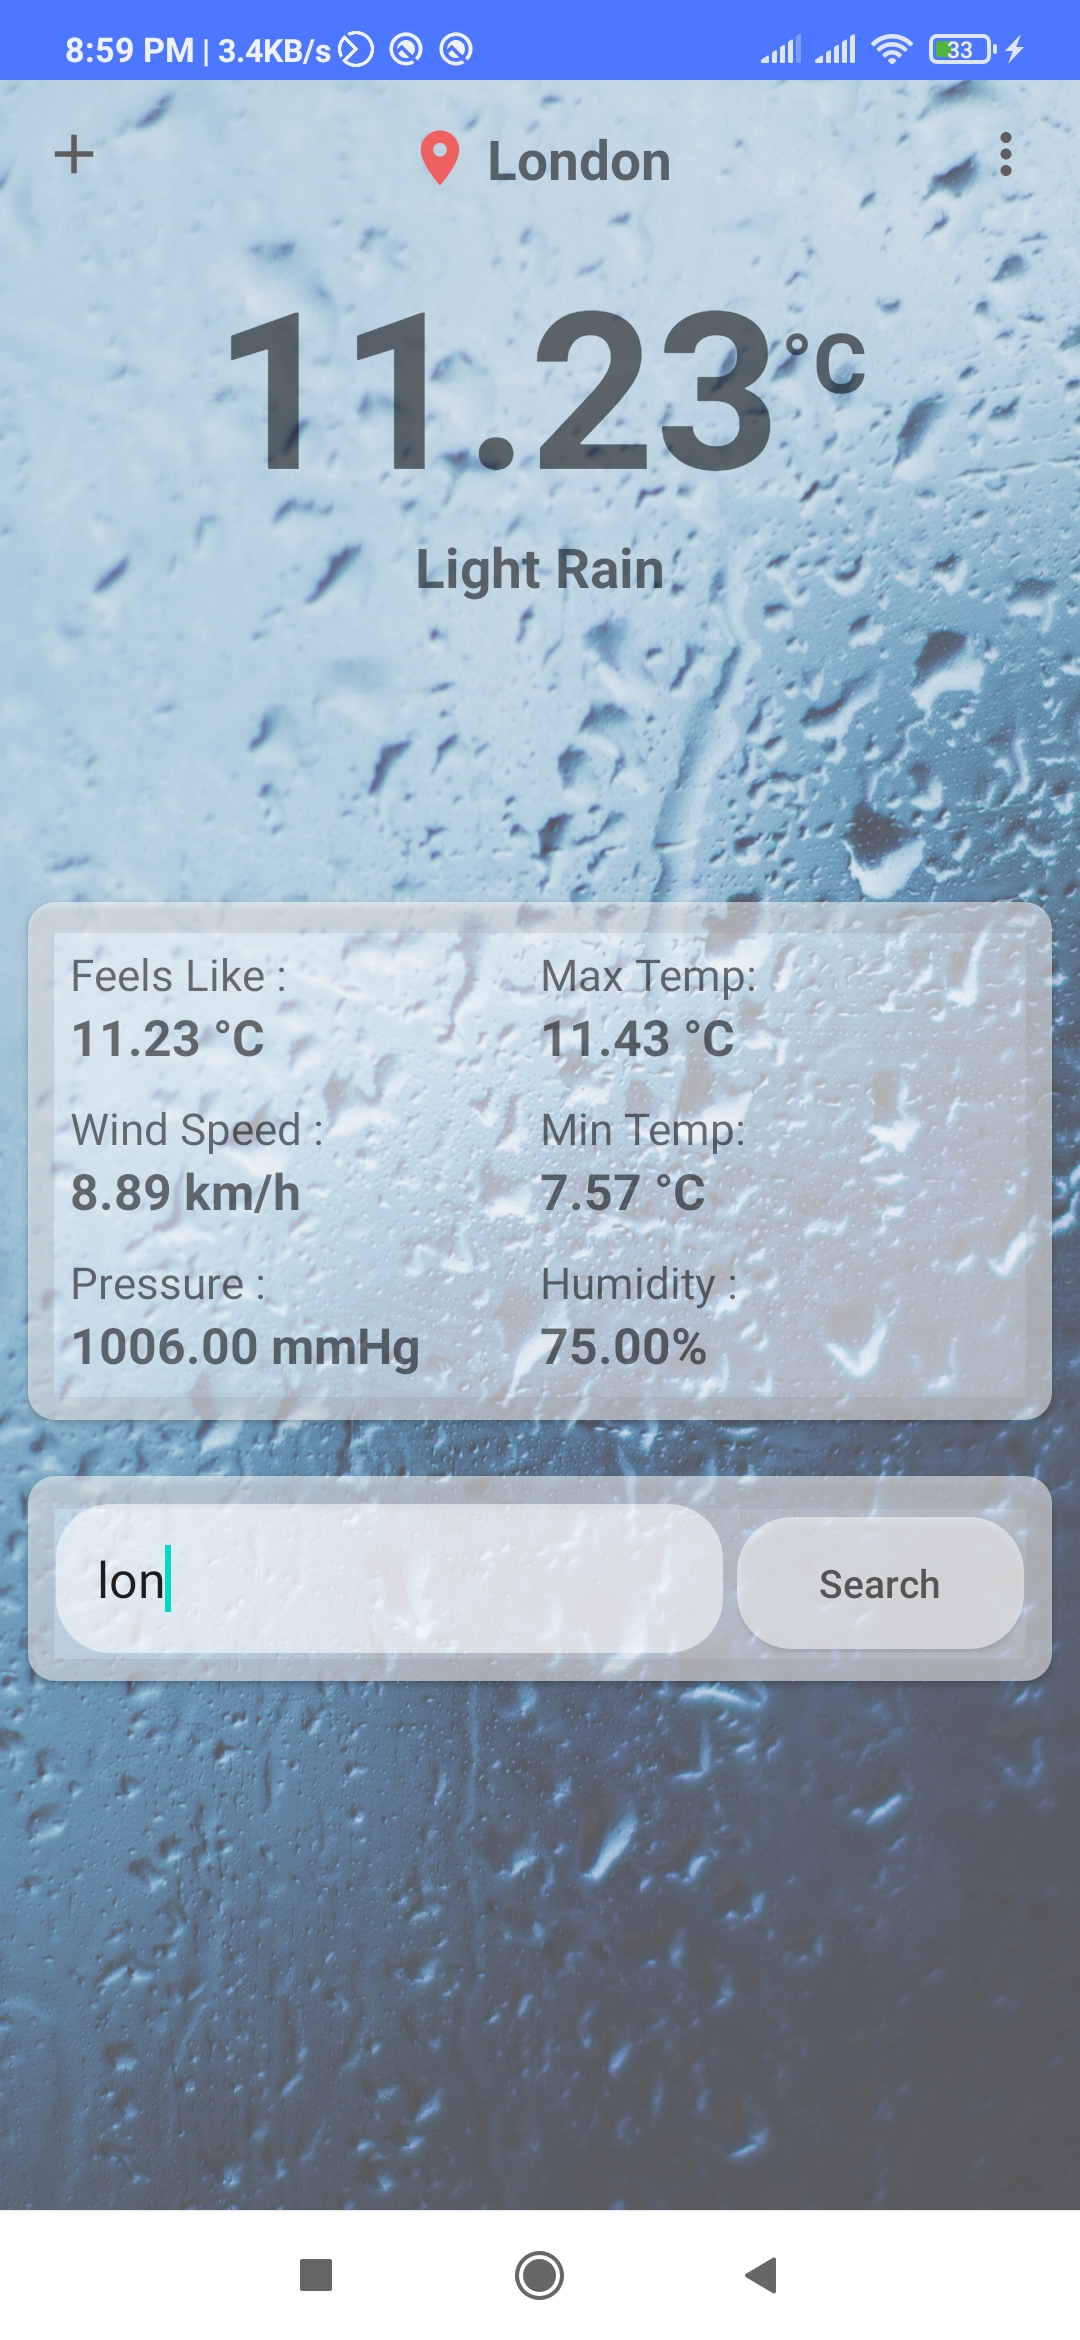 8:59 PM | 3.4KB/s
33
London
11.23°C
Light Rain
Feels Like :
11.23 °C
Max Temp:
11.43 °C
Wind Speed :
8.89 km/h
Min Temp:
7.57 °C
Pressure :
1006.00 mmHg
Humidity :
75.00%
lon
Search